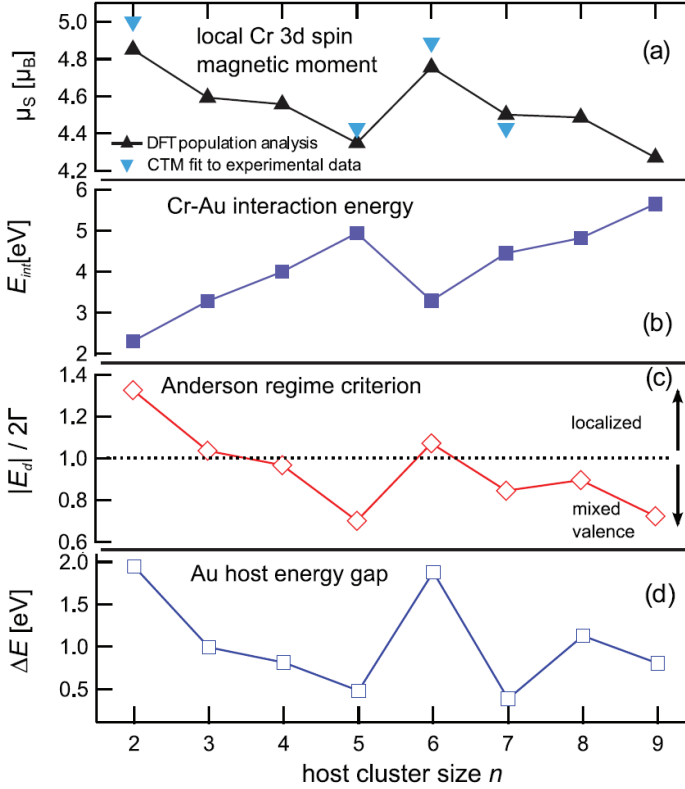 5.0
4.8
4.6
4.4
4.2
μS [μB]
local Cr 3d spin
magnetic moment
(a)
DFT population analysis
CTM fit to experimental data
6
5
4
3
2
Eint[eV]
Cr-Au interaction energy
(b)
1.4
1.2
1.0
0.8
0.6
|Ed| / 2Γ
Anderson regime criterion
(c)
localized
mixed
valence
2.0
1.5
1.0
0.5
ΔE [eV]
Au host energy gap
(d)
2 3 4 5 6 7 8 9
host cluster size n